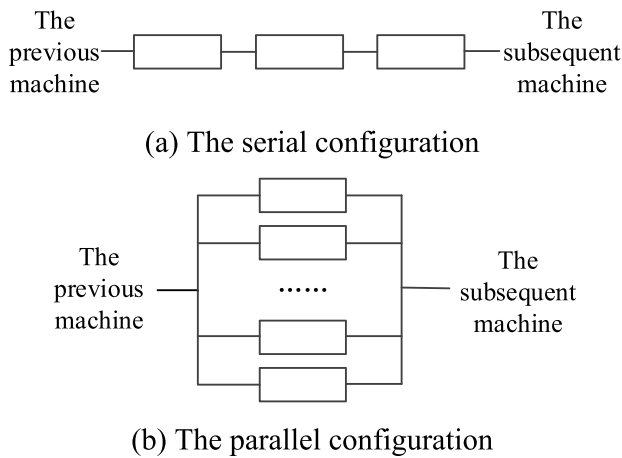 The
previous
machine
The
subsequent
machine
(a) The serial configuration
The
previous
machine
......
The
subsequent
machine
(b) The parallel configuration